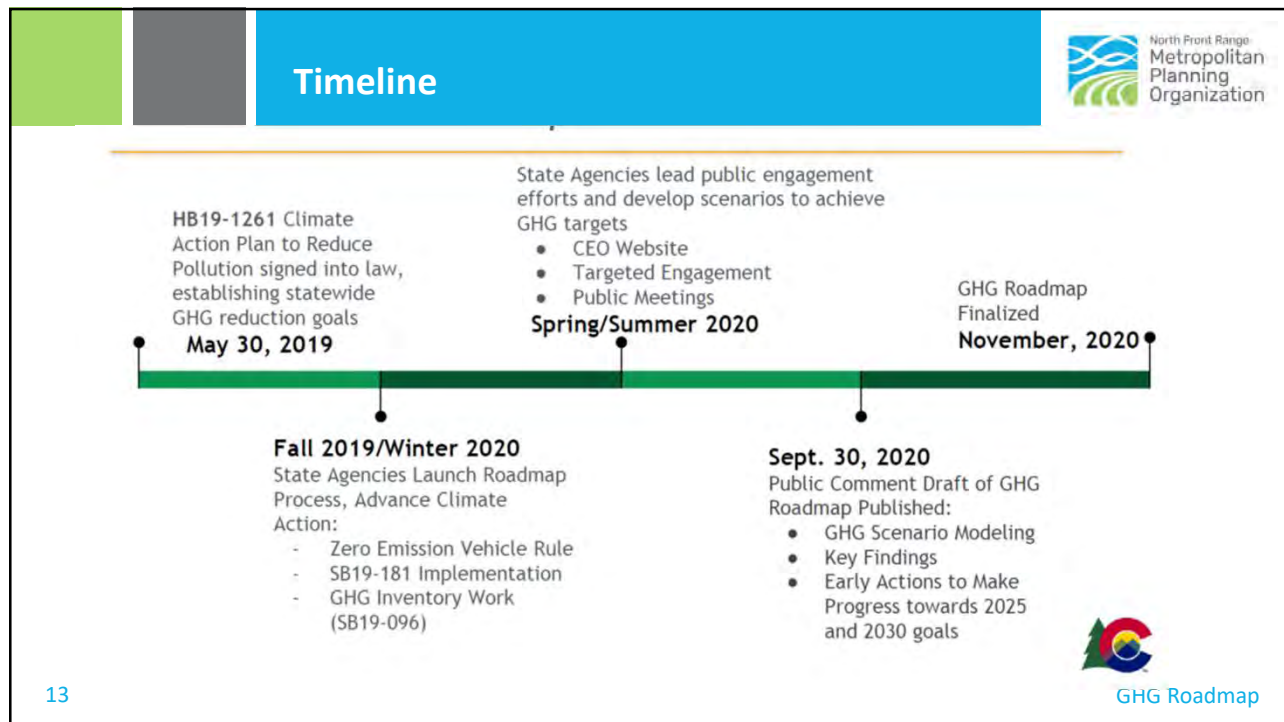 Timeline
North Front Range
Metropolitan
Planning
Organization
HB19-1261 Climate
Action Plan to Reduce
Pollution signed into law,
establishing statewide
GHG reduction goals
May 30, 2019
State Agencies lead public engagement
efforts and develop scenarios to achieve
GHG targets
● CEO Website
● Targeted Engagement
● Public Meetings
Spring/Summer 2020
GHG Roadmap
Finalized
November, 2020
Fall 2019/Winter 2020
State Agencies Launch Roadmap
Process, Advance Climate
Action:
- Zero Emission Vehicle Rule
- SB19-181 Implementation
- GHG Inventory Work
(SB19-096)
Sept. 30, 2020
Public Comment Draft of GHG
Roadmap Published:
● GHG Scenario Modeling
● Key Findings
● Early Actions to Make
Progress towards 2025
and 2030 goals
13
GHG Roadmap